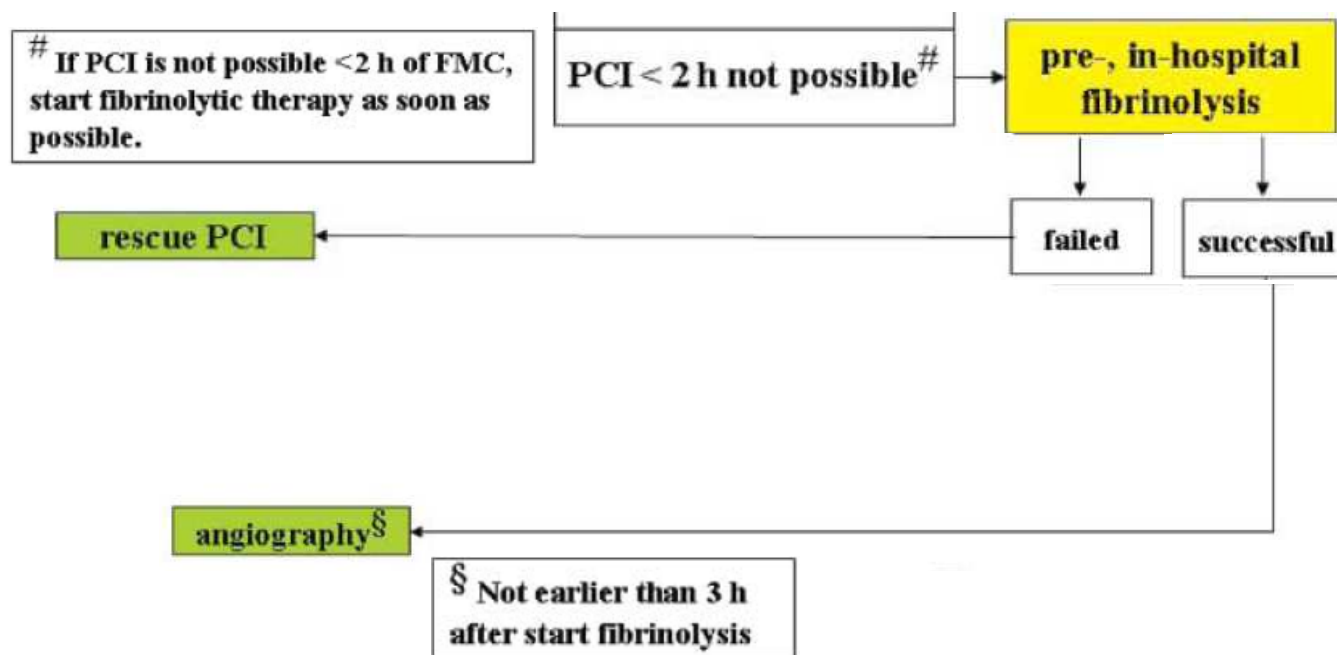 # If PCI is not possible <2 h of FMC,
start fibrinolytic therapy as soon as
possible.
PCI < 2 h not possible#
pre-, in-hospital
fibrinolysis
rescue PCI
failed
successful
angiography§
§ Not earlier than 3 h
after start fibrinolysis